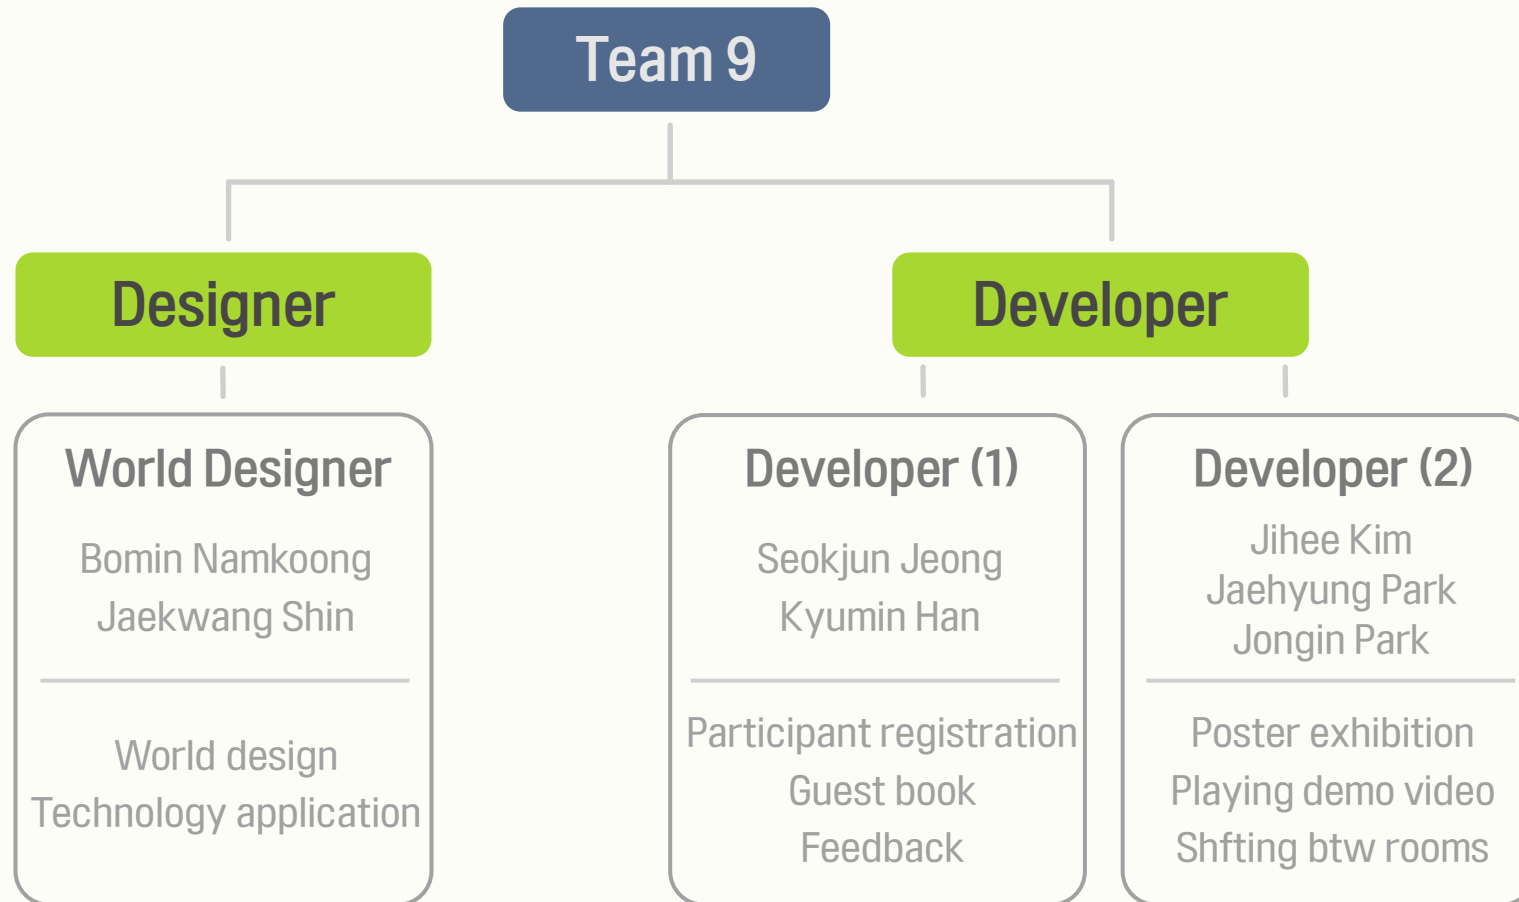 Team 9
Designer
Developer
World Designer
Bomin Namkoong
Jaekwang Shin
World design
Technology application
Developer (1)
Seokjun Jeong
Kyumin Han
Participant registration
Guest book
Feedback
Developer (2)
Jihee Kim
Jaehyung Park
Jongin Park
Poster exhibition
Playing demo video
Shfting btw rooms